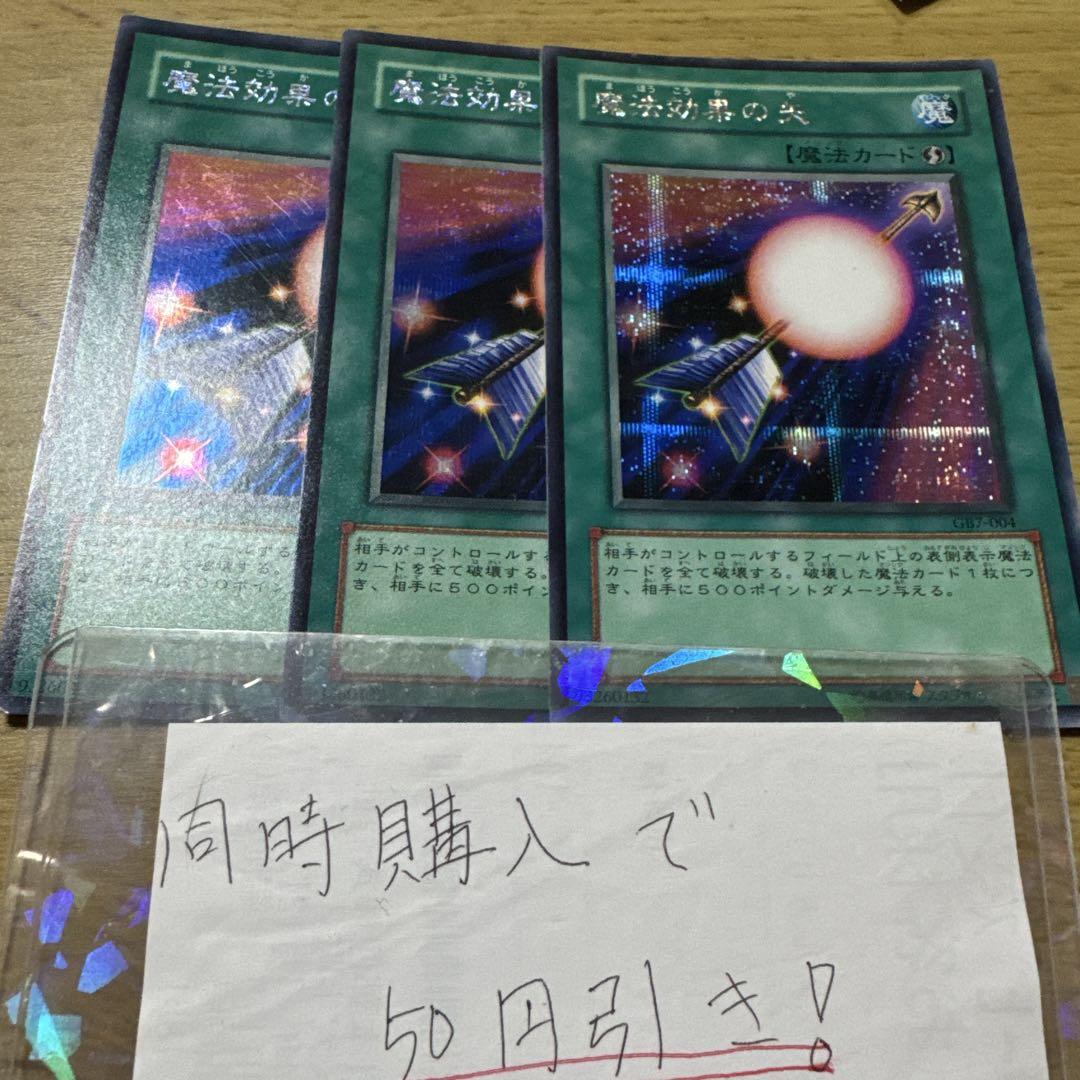 魔法効果の
魔法効果
魔法効果の矢
魔
【魔法カード】
GB7-004
相手がコントロールす
カードを全て破壊する。
き、相手に500ポイン
相手がコントロールするフィールド上の表側表示魔法
カードを全て破壊する。破壊した魔法カード1枚につ
き、相手に500ポイントダメージ与える。
93260132
同時購入で
50円引き!